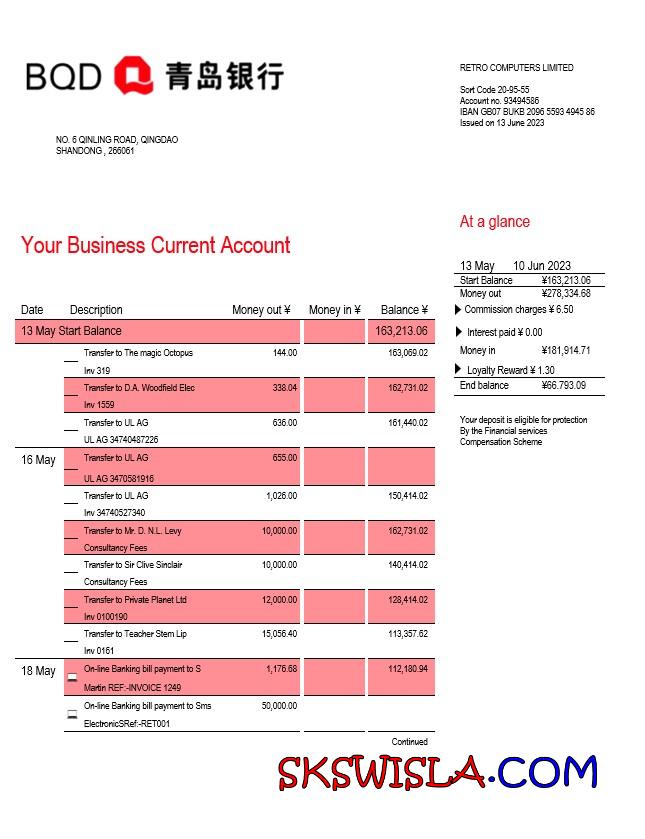 BQD 青岛银行
RETRO COMPUTERS LIMITED
Sort Code 20-95-55
Account no. 93494586
IBAN GB07 BUKB 2096 5593 4945 86
Issued on 13 June 2023
NO. 6 QINLING ROAD, QINGDAO
SHANDONG , 266061
At a glance
Your Business Current Account
13 May 10 Jun 2023
Start Balance ¥163,213.06
Money out ¥278,334.68
Commission charges ¥ 6.50
Interest paid ¥ 0.00
Money in ¥181,914.71
Loyalty Reward ¥ 1.30
End balance ¥66.793.09
Your deposit is eligible for protection
By the Financial services
Compensation Scheme
Date Description Money out ¥ Money in ¥ Balance ¥
13 May Start Balance 163,213.06
Transfer to The magic Octopus 144.00 163,069.02
Inv 319
Transfer to D.A. Woodfield Elec 338.04 162,731.02
Inv 1559
Transfer to UL AG 636.00 161,440.02
UL AG 34740487226
16 May Transfer to UL AG 655.00
UL AG 3470581916
Transfer to UL AG 1,026.00 150,414.02
Inv 34740527340
Transfer to Mr. D. N.L. Levy 10,000.00 162,731.02
Consultancy Fees
Transfer to Sir Clive Sinclair 10,000.00 140,414.02
Consultancy Fees
Transfer to Private Planet Ltd 12,000.00 128,414.02
Inv 0100190
Transfer to Teacher Stem Lip 15,056.40 113,357.62
Inv 0161
18 May On-line Banking bill payment to S 1,176.68 112,180.94
Martin REF:-INVOICE 1249
On-line Banking bill payment to Sms 50,000.00
ElectronicSRef:-RET001
Continued
SKSWISLA.COM